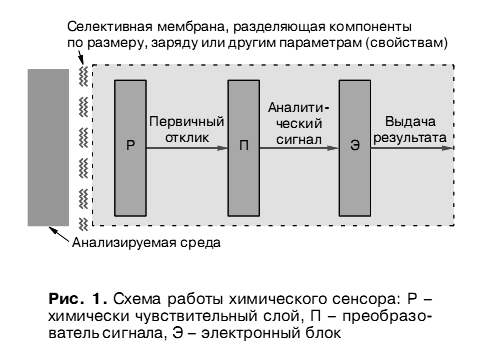 Селективная мембрана, разделяющая компоненты
по размеру, заряду или другим параметрам (свойствам)
Р
Первичный
отклик
П
Аналити-
ческий
сигнал
Э
Выдача
результата
Анализируемая среда
Рис. 1. Схема работы химического сенсора: Р –
химически чувствительный слой, П – преобразо-
ватель сигнала, Э – электронный блок